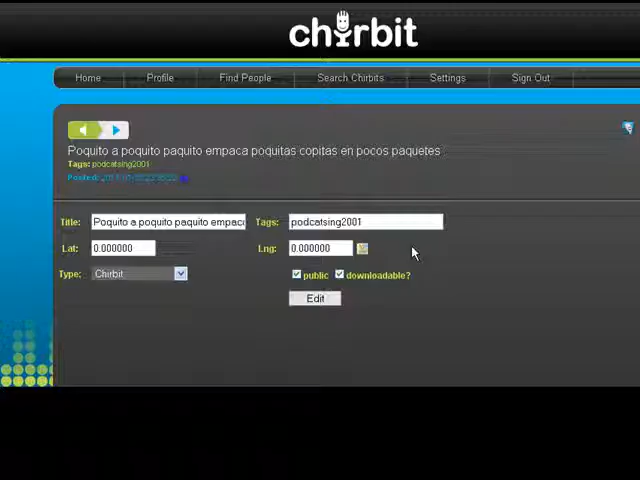 chirbit
Home Profile Find People Search Chirbits Settings Sign Out
Poquito a poquito paquito empaca poquitas copitas en pocos paquetes
Tags: podcatsing2001
Posted:
Title: Poquito a poquito paquito empac Tags: podcatsing2001
Lat: 0.000000 Lng: 0.000000
Type: Chirbit public downloadable?
Edit